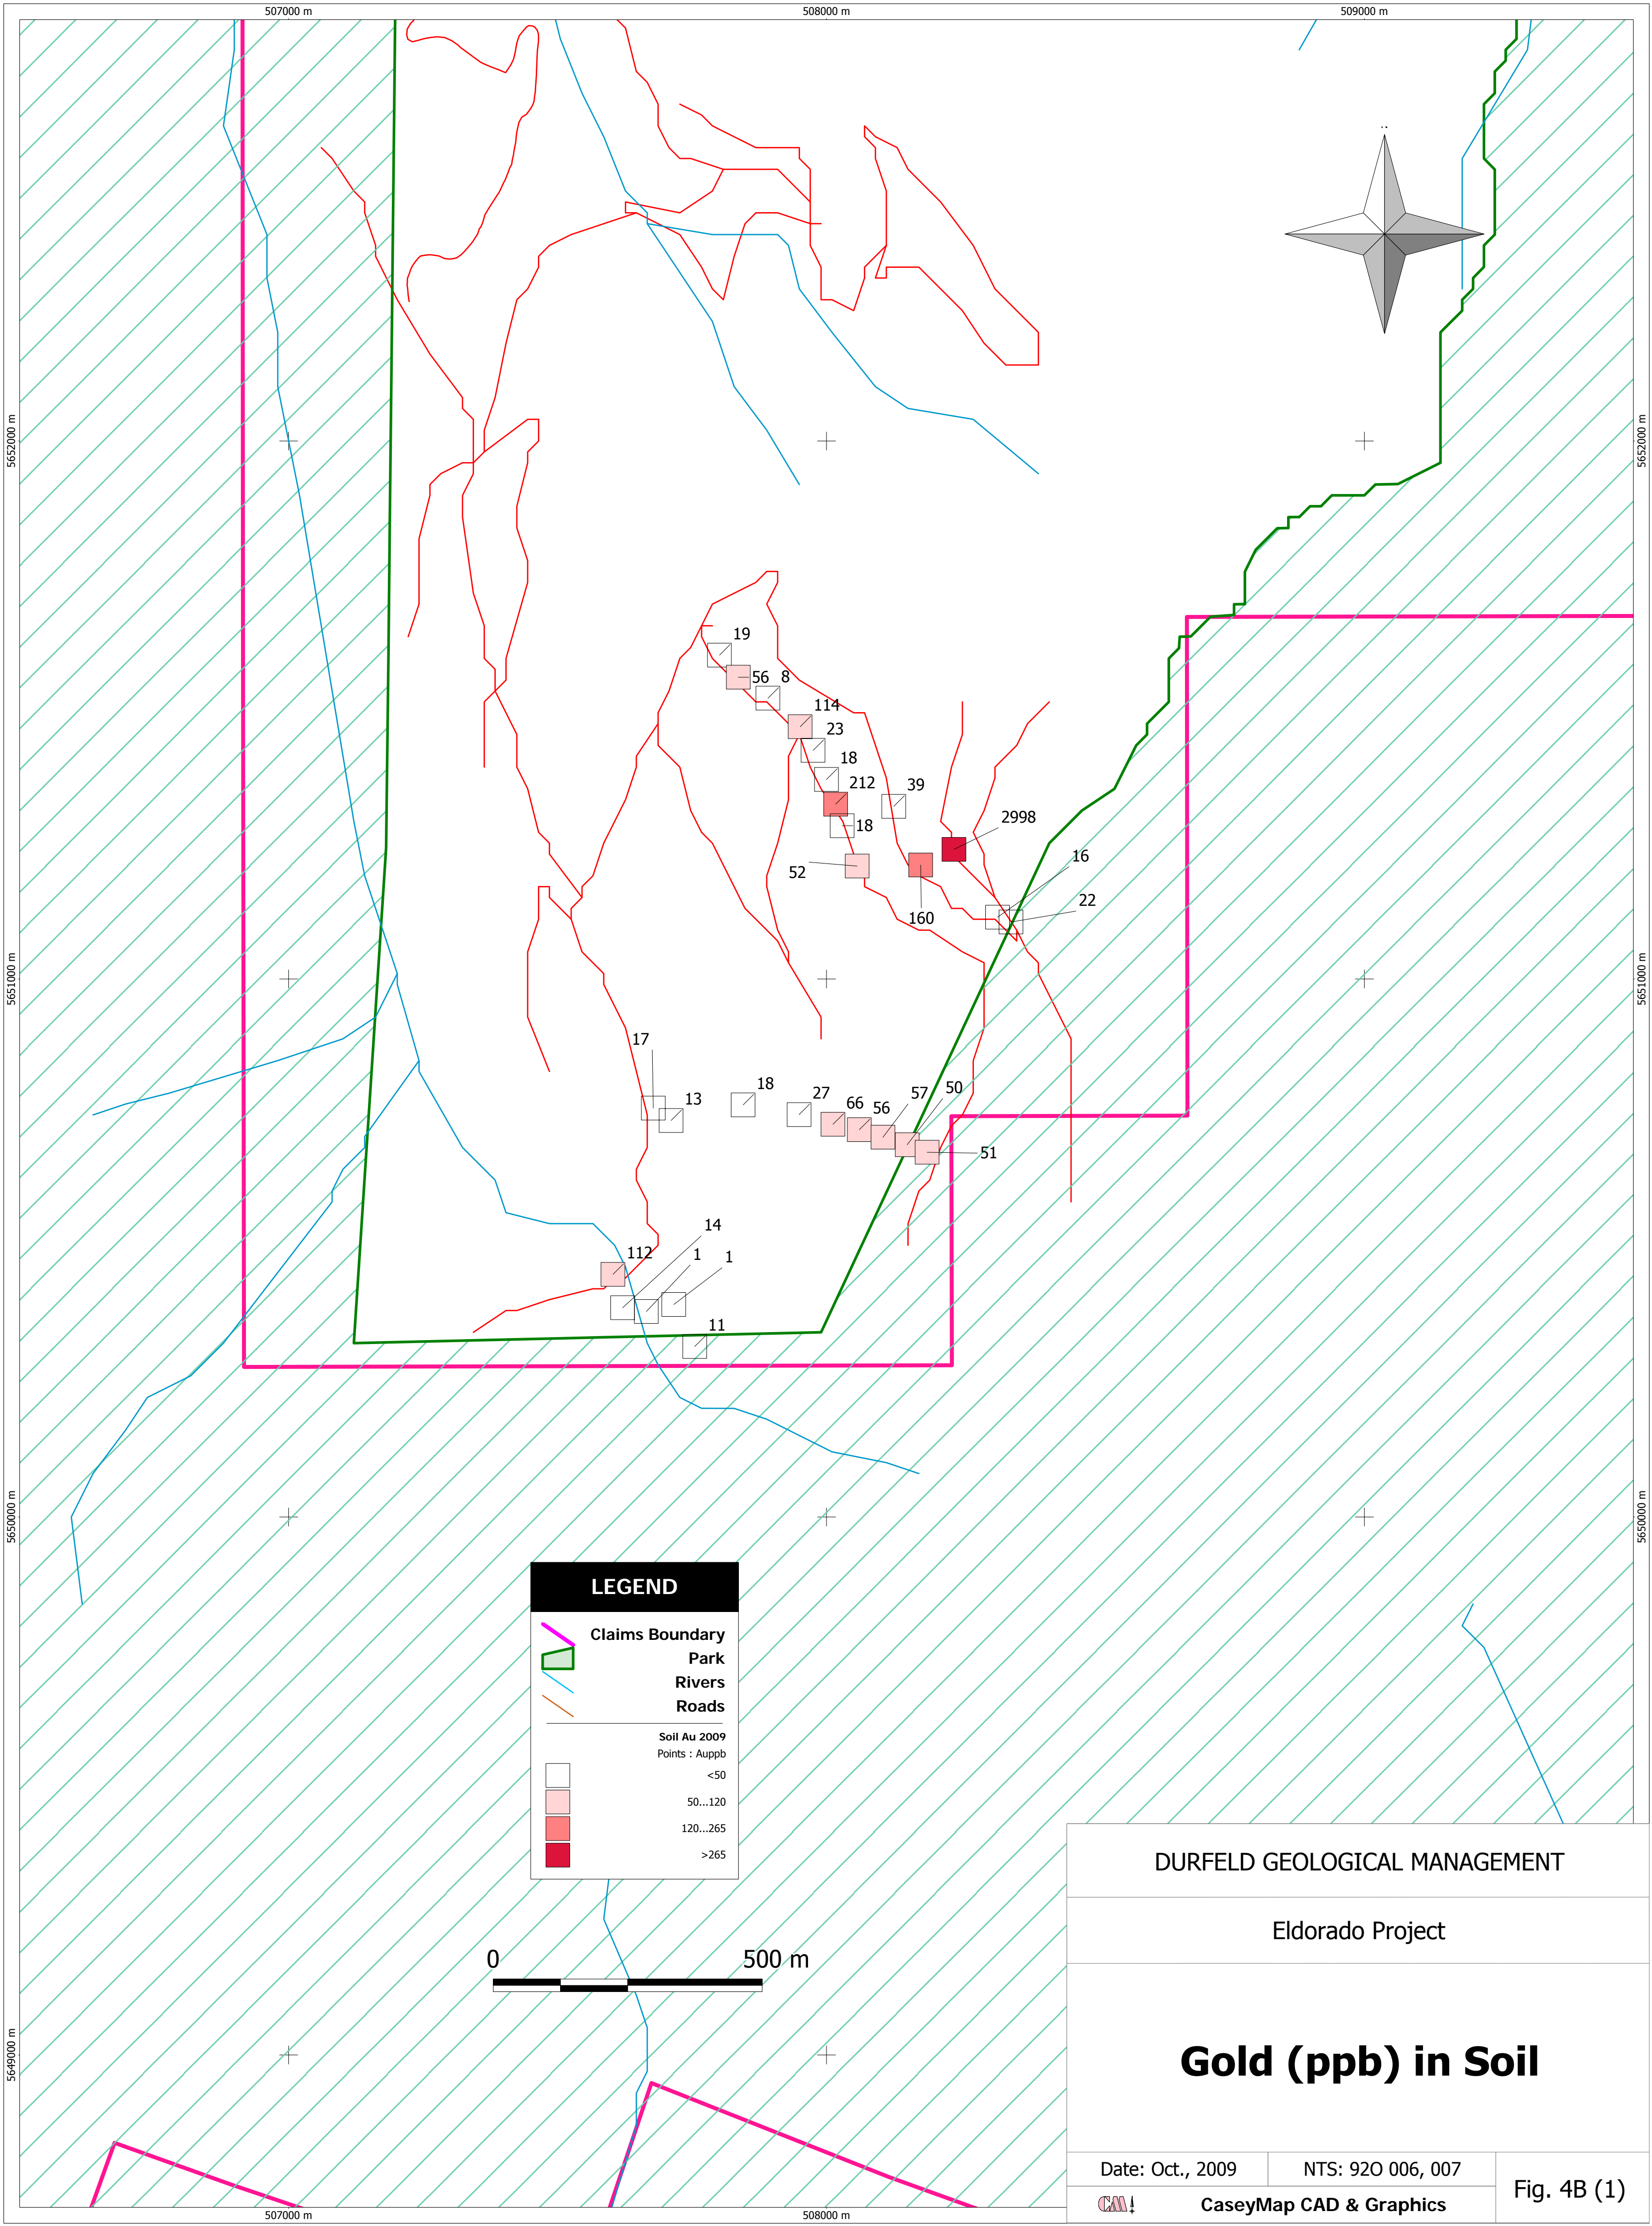 507000 m
508000 m
509000 m
5652000 m
5652000 m
19
56
8
114
23
18
212
39
18
2998
52
16
160
22
5651000 m
5651000 m
17
13
18
27
66
56
57
50
51
14
112
1
1
11
5650000 m
5650000 m
LEGEND
Claims Boundary
Park
Rivers
Roads
Soil Au 2009
Points : Auppb
<50
50...120
120...265
>265
0 500 m
5649000 m
507000 m
508000 m
DURFELD GEOLOGICAL MANAGEMENT
Eldorado Project
Gold (ppb) in Soil
Date: Oct., 2009
NTS: 92O 006, 007
CaseyMap CAD & Graphics
Fig. 4B (1)